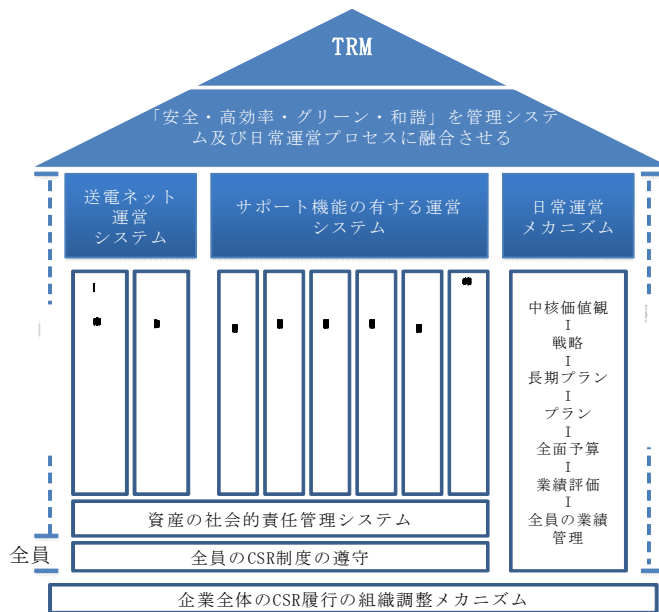 TRM
「安全・高効率・グリーン・和諧」を管理システ
ム及び日常運営プロセスに融合させる
送電ネット
運営
システム
サポート機能の有する運営
システム
日常運営
メカニズム
中核価値観
I
戦略
I
長期プラン
I
プラン
I
全面予算
I
業績評価
I
全員の業績
管理
資産の社会的責任管理システム
全員
全員のCSR制度の遵守
企業全体のCSR履行の組織調整メカニズム